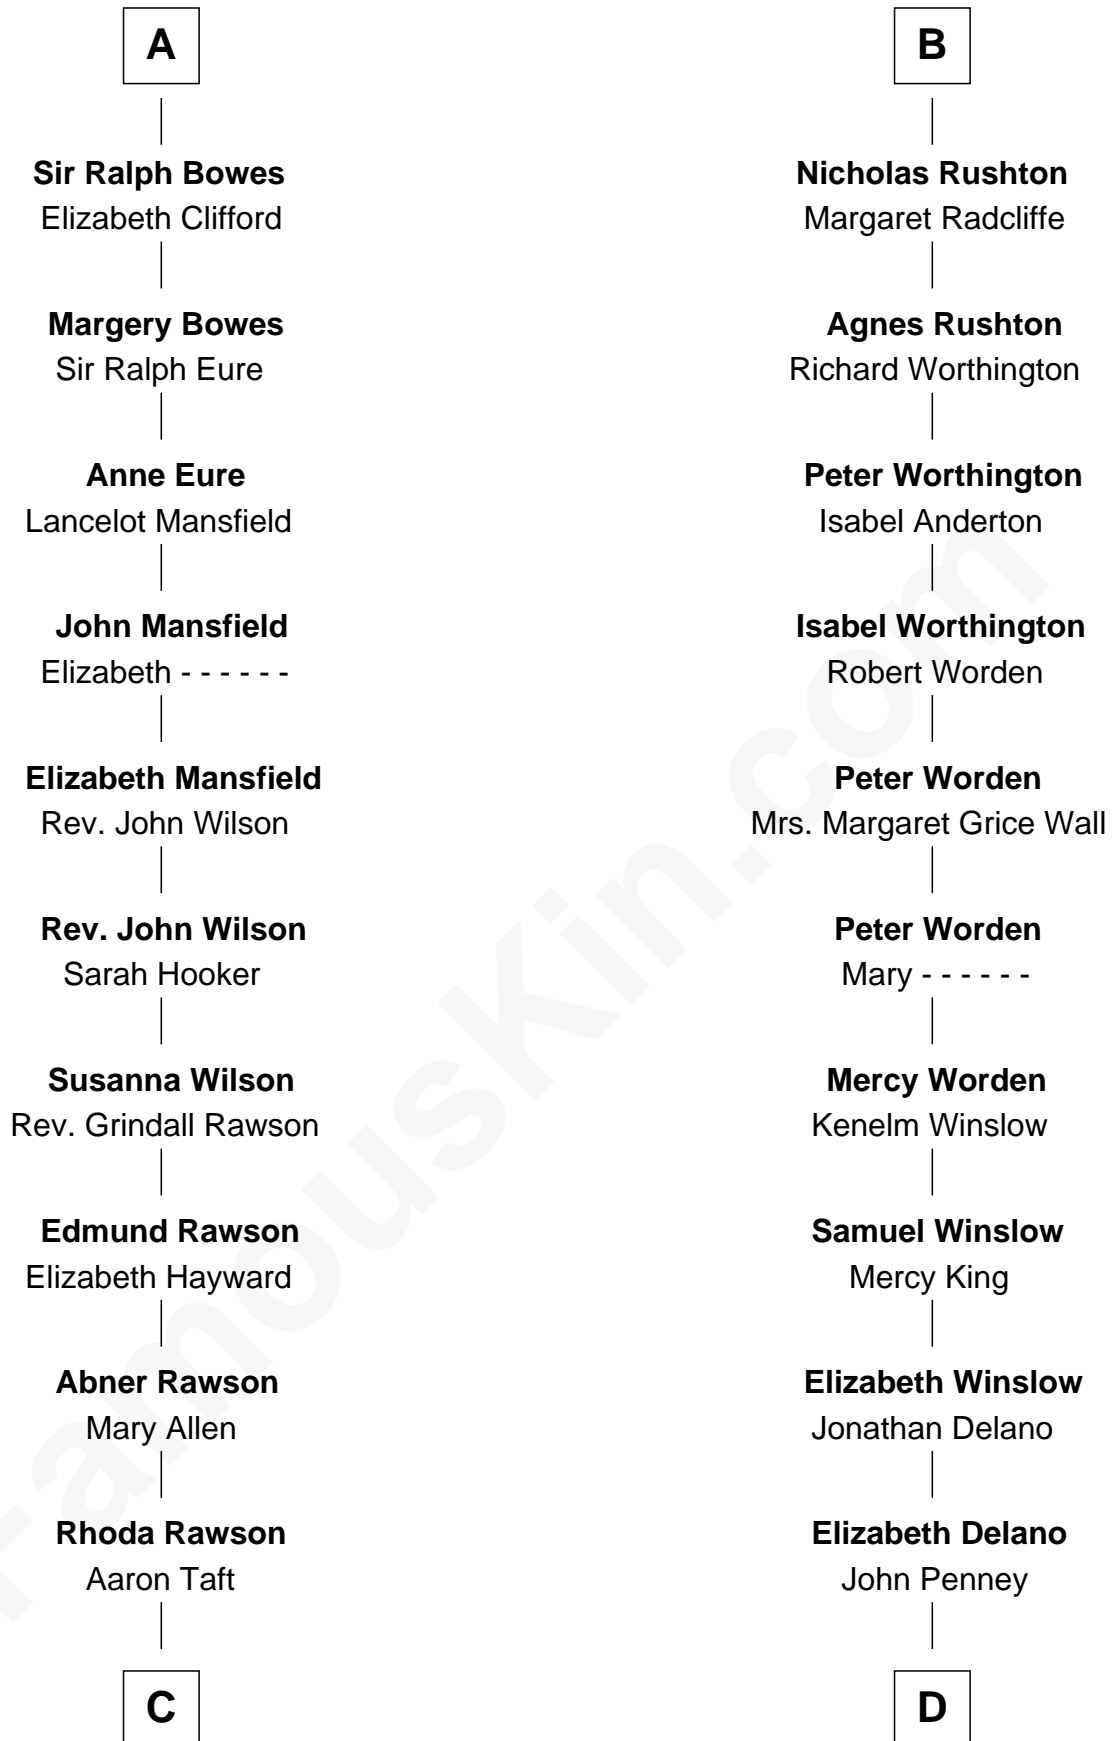 A
Sir Ralph Bowes
Elizabeth Clifford
Margery Bowes
Sir Ralph Eure
Anne Eure
Lancelot Mansfield
John Mansfield
Elizabeth - - - - - -
Elizabeth Mansfield
Rev. John Wilson
Rev. John Wilson
Sarah Hooker
Susanna Wilson
Rev. Grindall Rawson
Edmund Rawson
Elizabeth Hayward
Abner Rawson
Mary Allen
Rhoda Rawson
Aaron Taft
C
B
Nicholas Rushton
Margaret Radcliffe
Agnes Rushton
Richard Worthington
Peter Worthington
Isabel Anderton
Isabel Worthington
Robert Worden
Peter Worden
Mrs. Margaret Grice Wall
Peter Worden
Mary - - - - - -
Mercy Worden
Kenelm Winslow
Samuel Winslow
Mercy King
Elizabeth Winslow
Jonathan Delano
Elizabeth Delano
John Penney
D
FamousKin.com